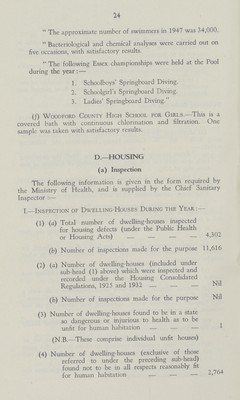 24
" The approximate number of swimmers in 1947 was 34,000.
" Bacteriological and chemical analyses were carried out on
five occasions, with satisfactory results.
" The following Essex championships were held at the Pool
during the year :—
1. Schoolboys' Springboard Diving.
2. Schoolgirl's Springboard Diving.
3. Ladies' Springboard Diving."
(f) WOODFORD COUNTY HIGH SCHOOL FOR GIRLS.—This is a
covered bath with continuous chlorination and filtration. One
sample was taken with satisfactory results.
D.—HOUSING
(a) Inspection
The following information is given in the form required by
the Ministry of Health, and is supplied by the Chief Sanitary
Inspector :—
1.—INSPECTION OF DWELLING-HOUSES DURING THE YEAR :—
(1) (a) Total number of dwelling-houses inspected
for housing defects (under the Public Health
or Housing Acts) .... .... .... .... 4,302
(b) Number of inspections made for the purpose 11,616
(2) (a) Number of dwelling-houses (included under
sub-head (1) above) which were inspected and
recorded under the Housing Consolidated
Regulations, 1925 and 1932 .... .... .... Nil
(b) Number of inspections made for the purpose Nil
(3) Number of dwelling-houses found to be in a state
so dangerous or injurious to health as to be
unfit for human habitation .... .... .... 1
(N.B.—These comprise individual unfit houses)
(4) Number of dwelling-houses (exclusive of those
referred to under the preceding sub-head)
found not to be in all respects reasonably fit
for human habitation .... .... .... 2,764